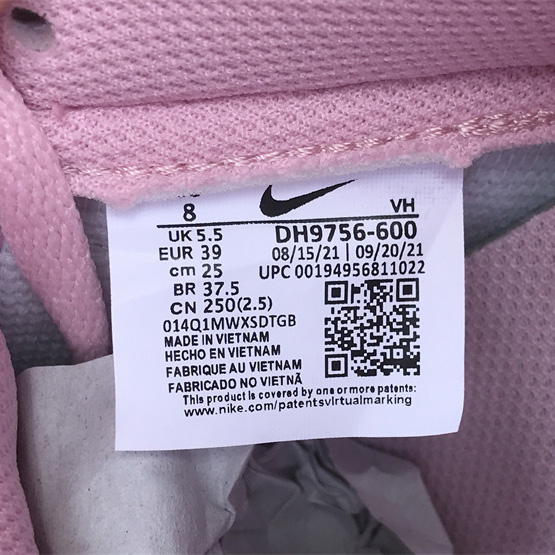 8 VH
UK 5.5 DH9756-600
EUR 39 08/15/21 | 09/20/21
cm 25 UPC 00194956811022
BR 37.5
CN 250(2.5)
014Q1MWXSDTGB
MADE IN VIETNAM
HECHO EN VIETNAM
FABRIQUE AU VIETNAM
FABRICADO NO VIETNÃ
This product is covered by one or more patents:
www.nike.com/patentsvirtualmarking